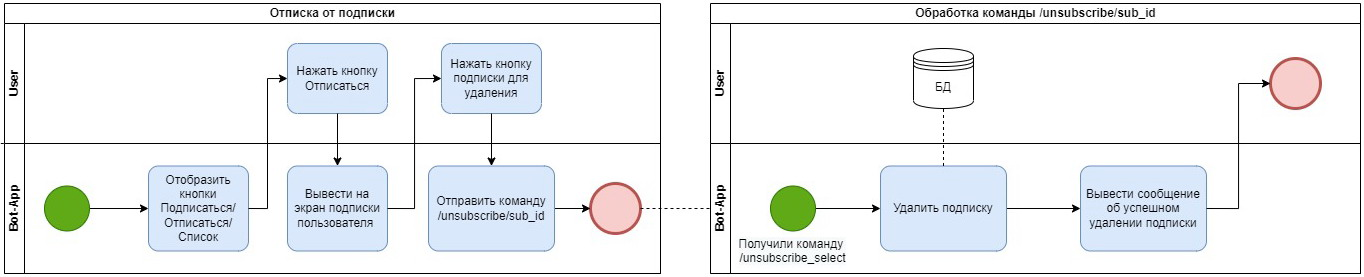 Отписка от подписки
User
Нажать кнопку
Отписаться
Нажать кнопку
подписки для
удаления
Bot-App
Отобразить
кнопки
Подписаться/
Отписаться/
Список
Вывести на
экран подписки
пользователя
Отправить команду
/unsubscribe/sub_id
Обработка команды /unsubscribe/sub_id
User
БД
Bot-App
Получили команду
/unsubscribe_select
Удалить подписку
Вывести сообщение
об успешном
удалении подписки